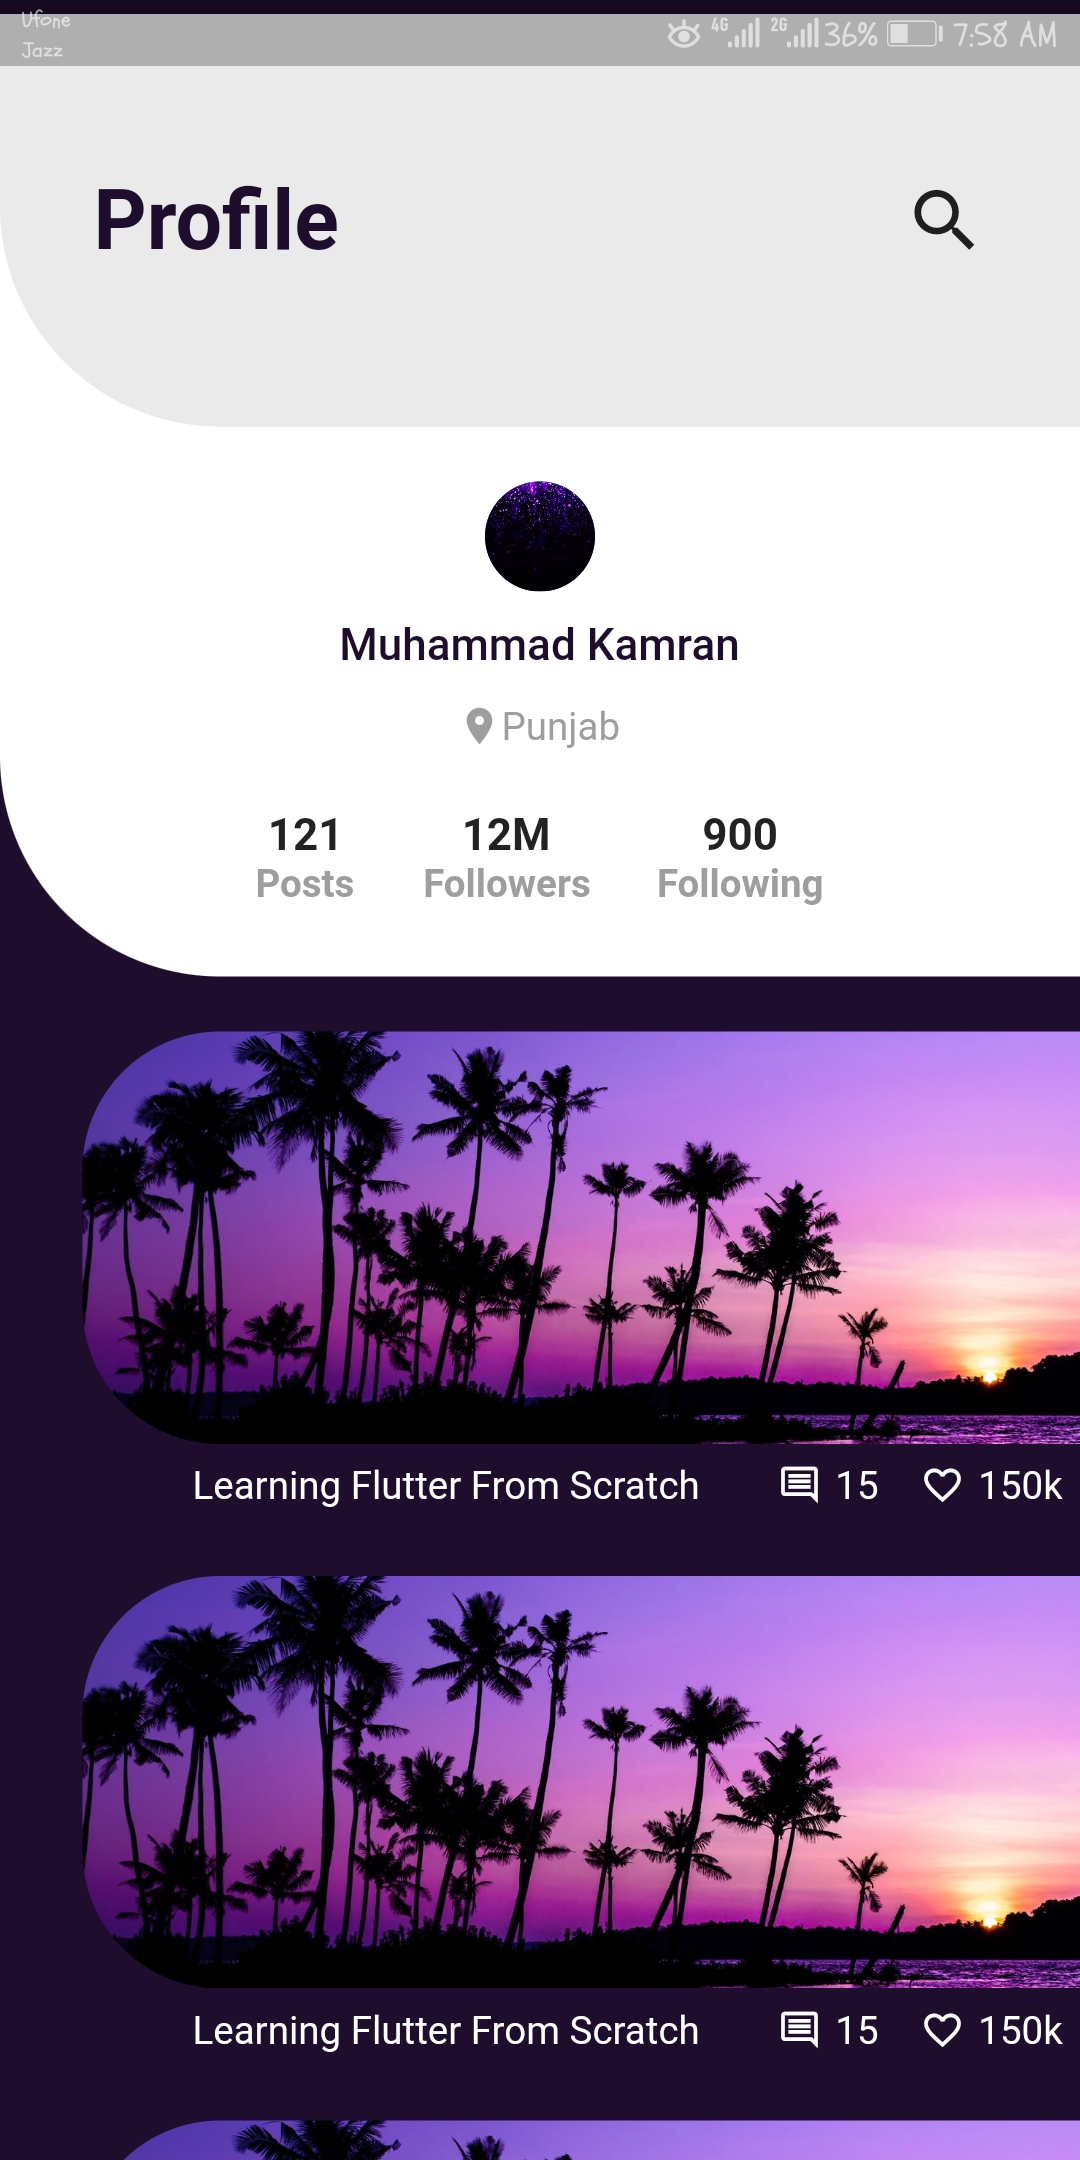 Ufone
Jazz
4G 2G 36% 7:58 AM
Profile
Muhammad Kamran
Punjab
121 12M 900
Posts Followers Following
Learning Flutter From Scratch 15 150k
Learning Flutter From Scratch 15 150k